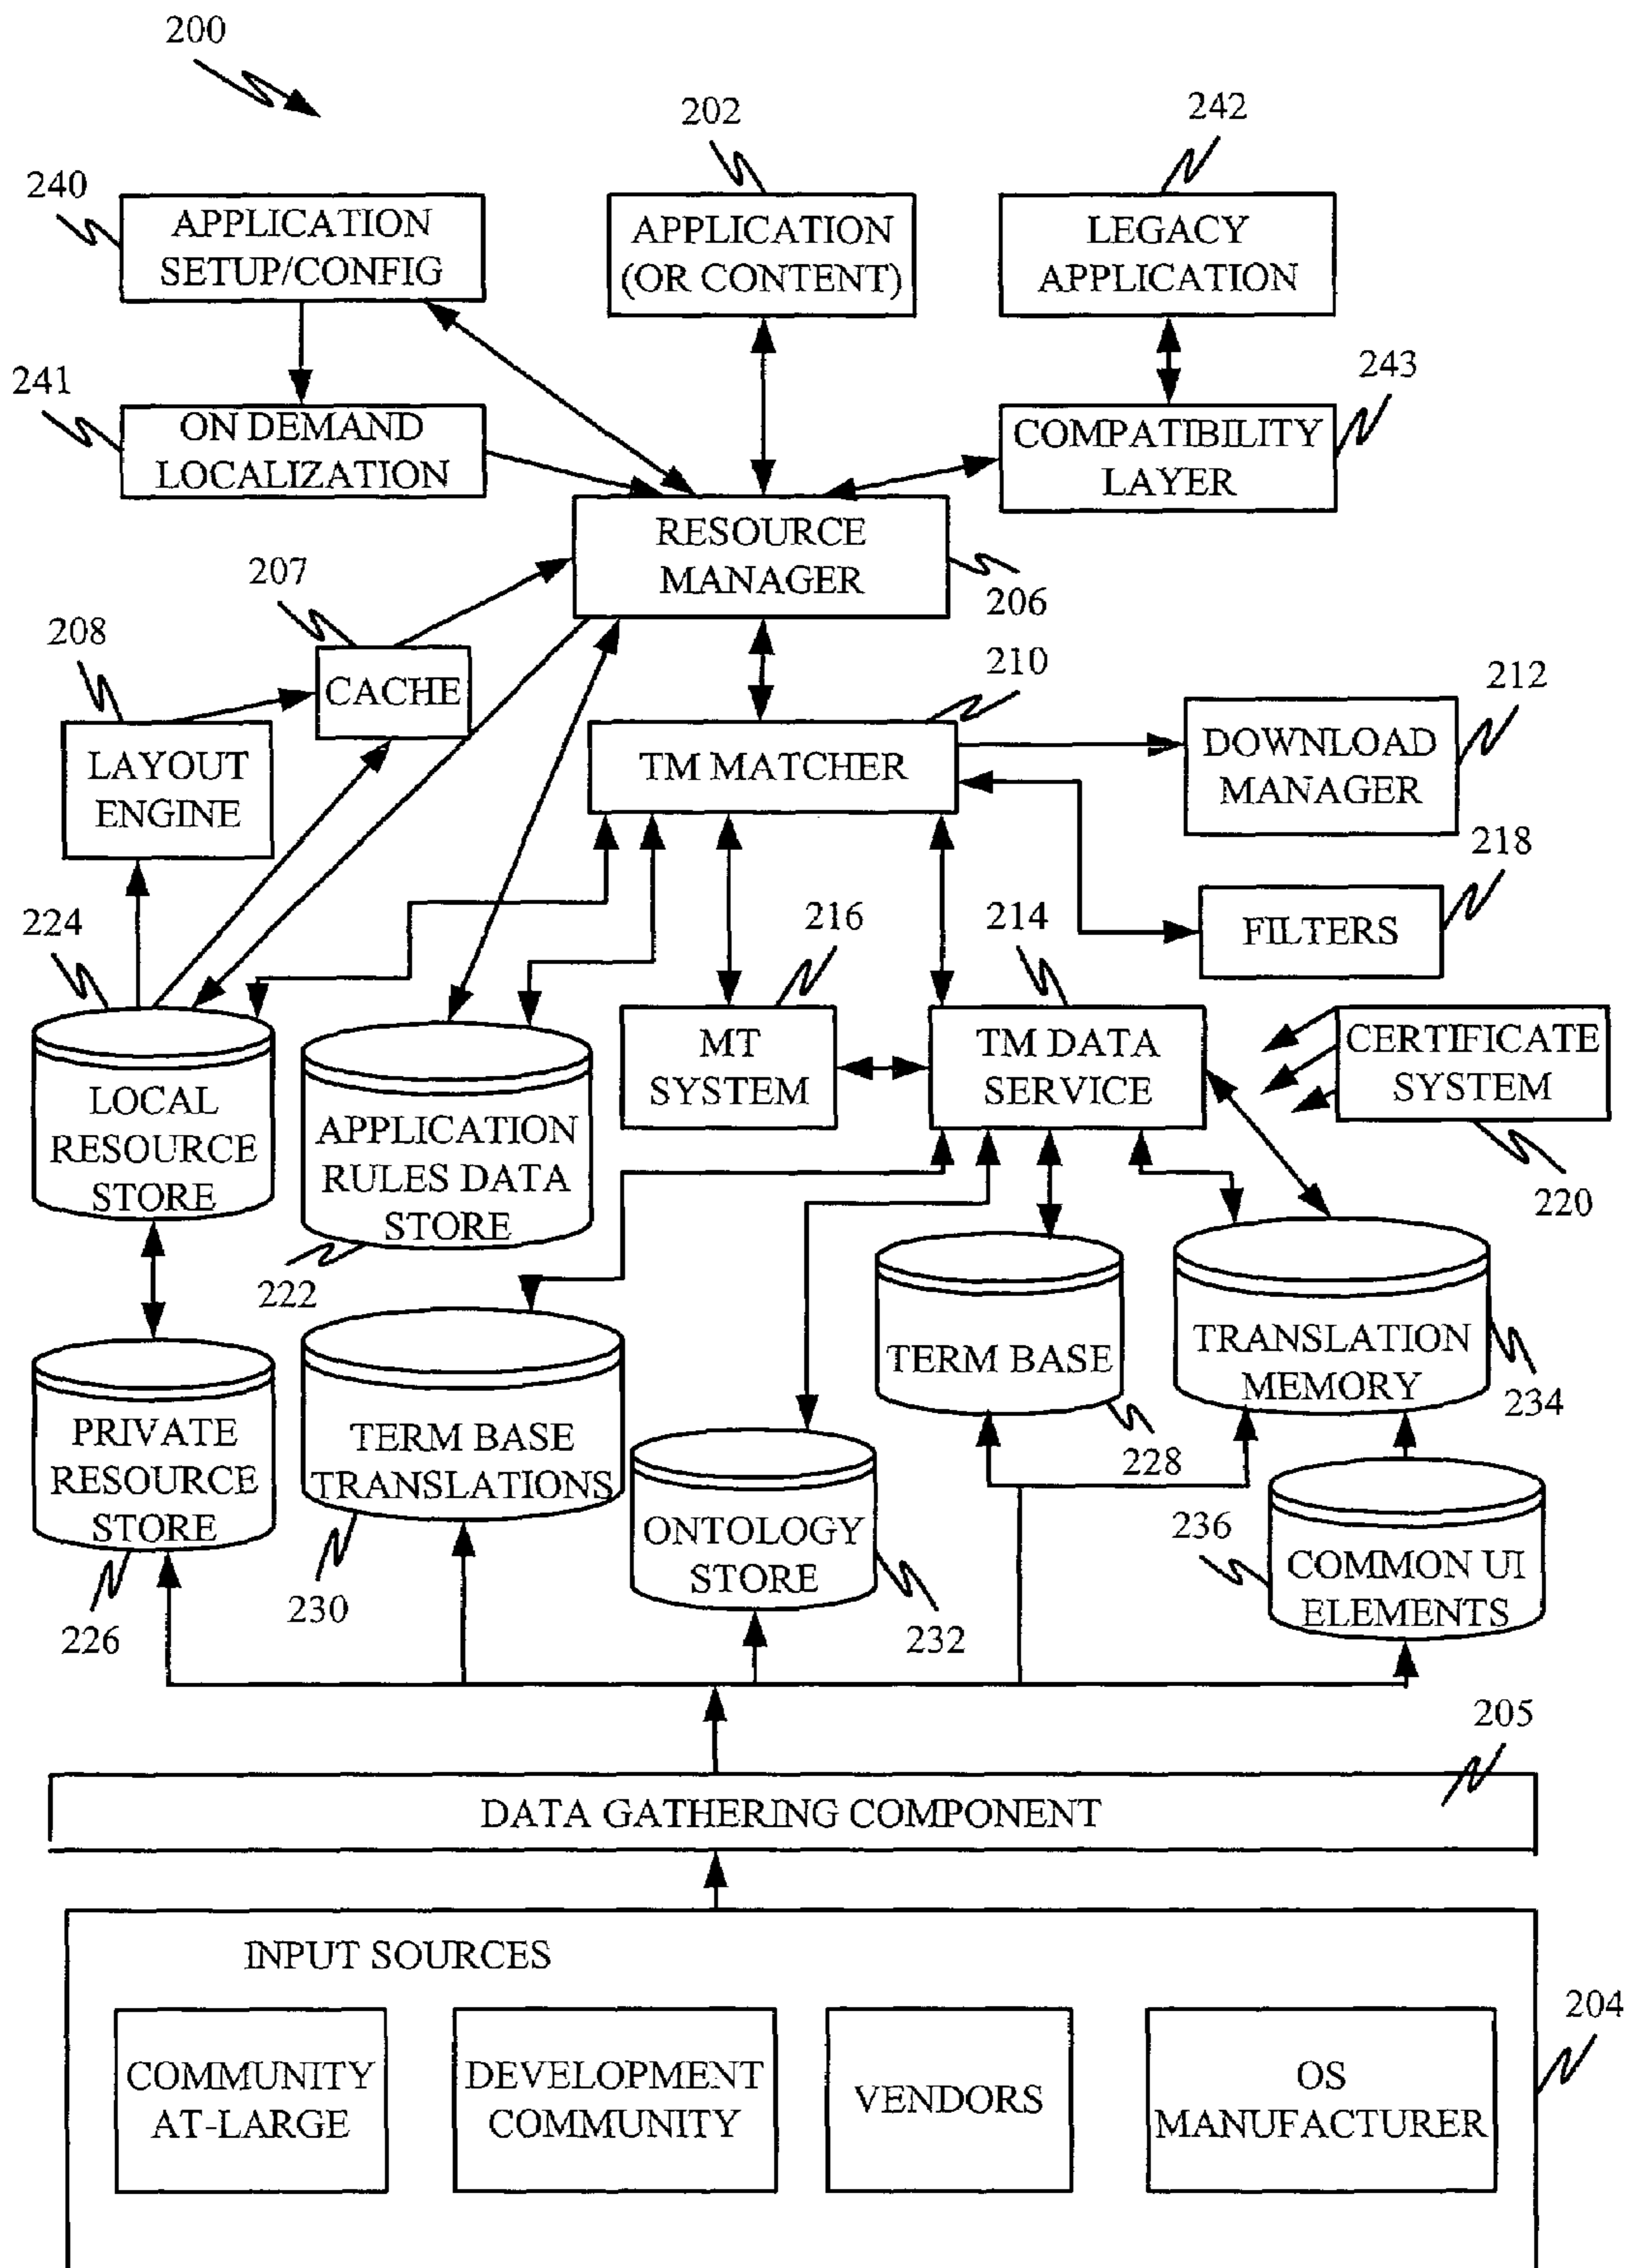 200
202
242
240
APPLICATION
SETUP/CONFIG
APPLICATION
(OR CONTENT)
LEGACY
APPLICATION
241
243
ON DEMAND
LOCALIZATION
COMPATIBILITY
LAYER
RESOURCE
MANAGER
207
206
208
210
212
CACHE
LAYOUT
ENGINE
TM MATCHER
DOWNLOAD
MANAGER
218
224
216
214
FILTERS
LOCAL
RESOURCE
STORE
APPLICATION
RULES DATA
STORE
MT
SYSTEM
TM DATA
SERVICE
CERTIFICATE
SYSTEM
220
222
TERM BASE
TRANSLATION
MEMORY
234
PRIVATE
RESOURCE
STORE
TERM BASE
TRANSLATIONS
228
ONTOLOGY
STORE
236
COMMON UI
ELEMENTS
226
230
232
205
DATA GATHERING COMPONENT
INPUT SOURCES
204
COMMUNITY
AT-LARGE
DEVELOPMENT
COMMUNITY
VENDORS
OS
MANUFACTURER